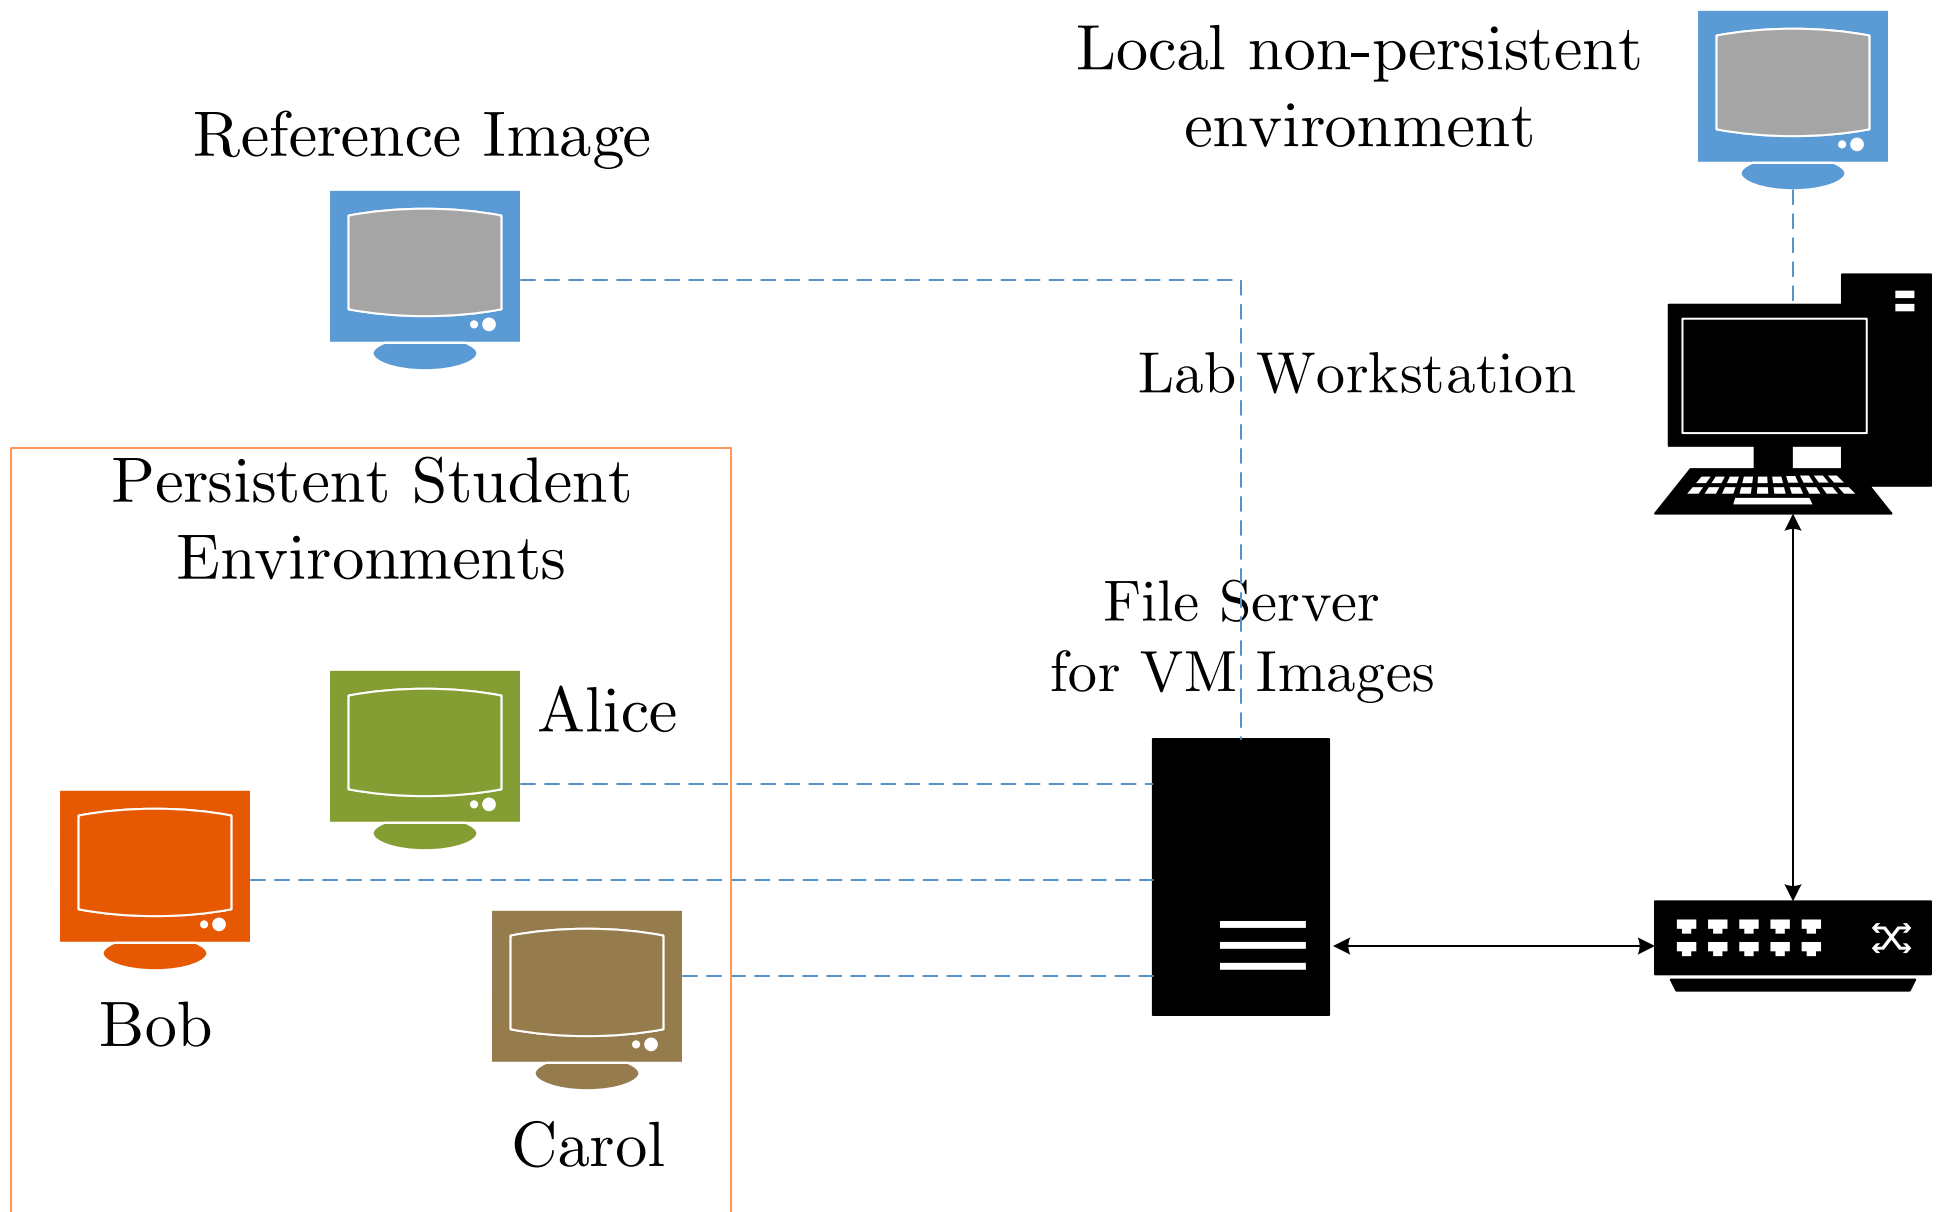 Local non-persistent
environment
Reference Image
Lab Workstation
Persistent Student
Environments
File Server
for VM Images
Alice
Bob
Carol